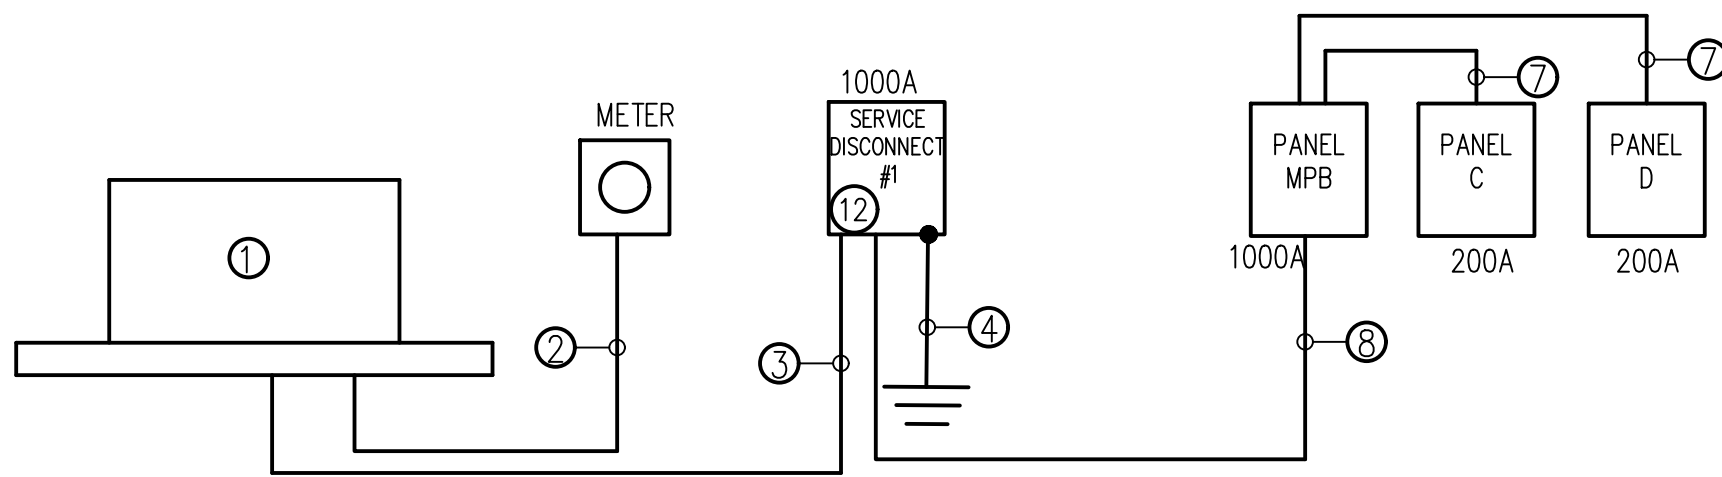 1
METER
2
3
1000A
SERVICE
DISCONNECT
#1
12
4
PANEL
MPB
1000A
8
7
PANEL
C
200A
7
PANEL
D
200A